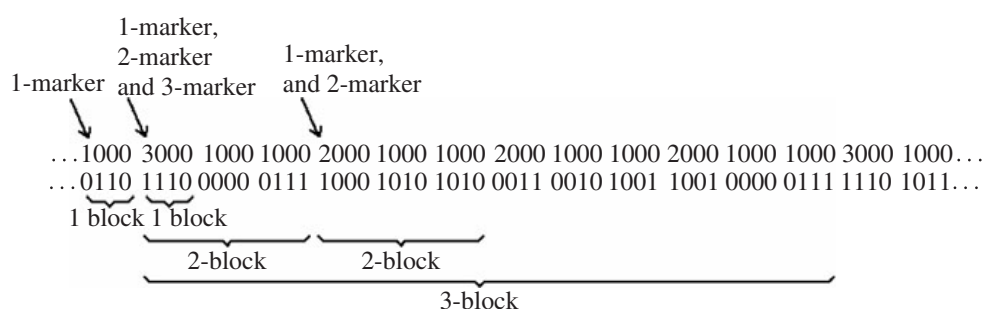 1-marker,
2-marker
and 3-marker
1-marker
1-marker,
and 2-marker
...1000 3000 1000 1000 2000 1000 1000 2000 1000 1000 2000 1000 1000 3000 1000...
...0110 1110 0000 0111 1000 1010 1010 0011 0010 1001 1001 0000 0111 1110 1011...
1 block 1 block
2-block 2-block
3-block